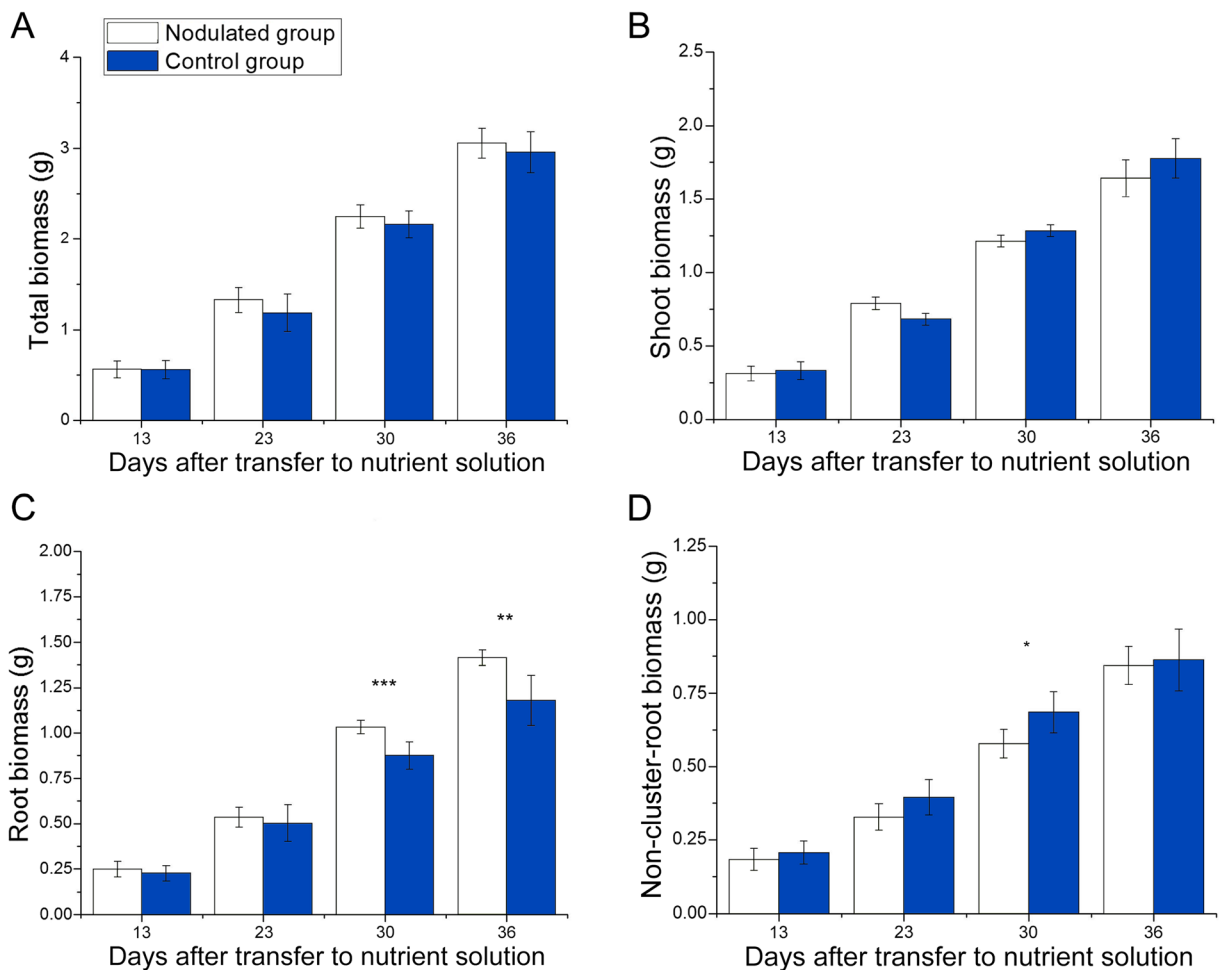 A
Nodulated group
Control group
Total biomass (g)
4
3
2
1
0
13 23 30 36
Days after transfer to nutrient solution
B
Shoot biomass (g)
2.5
2.0
1.5
1.0
0.5
0.0
13 23 30 36
Days after transfer to nutrient solution
C
Root biomass (g)
2.00
1.75
1.50
1.25
1.00
0.75
0.50
0.25
0.00
***
**
13 23 30 36
Days after transfer to nutrient solution
D
Non-cluster-root biomass (g)
1.25
1.00
0.75
0.50
0.25
0.00
*
13 23 30 36
Days after transfer to nutrient solution